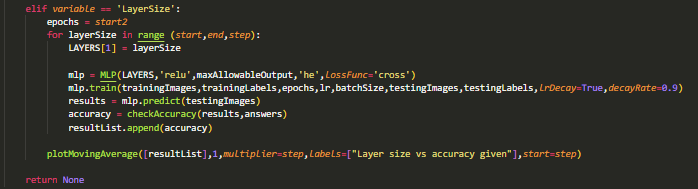 elif variable == 'LayerSize':
epochs = start2
for layerSize in range (start,end,step):
LAYERS[1] = layerSize
mlp = MLP(LAYERS,'relu',maxAllowableOutput,'he',lossFunc='cross')
mlp.train(trainingImages,trainingLabels,epochs,lr,batchSize,testingImages,testingLabels,lrDecay=True,decayRate=0.9)
results = mlp.predict(testingImages)
accuracy = checkAccuracy(results,answers)
resultList.append(accuracy)
plotMovingAverage([resultList],1,multiplier=step,labels=["Layer size vs accuracy given"],start=step)
return None